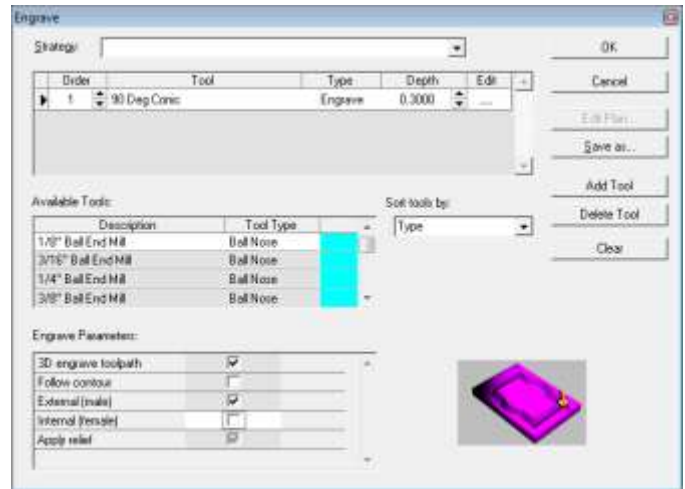 Engrave
Strategy:
OK
Order Tool Type Depth Edit
1 90 Deg Conic Engrave 0.3000 ...
Cancel
Edit Plan...
Save as...
Add Tool
Delete Tool
Clear
Available Tools:
Sort tools by:
Description Tool Type
Type
1/8" Ball End Mill Ball Nose
3/16" Ball End Mill Ball Nose
1/4" Ball End Mill Ball Nose
3/8" Ball End Mill Ball Nose
Engrave Parameters:
3D engrave toolpath
Follow contour
External (male)
Internal (female)
Apply relief